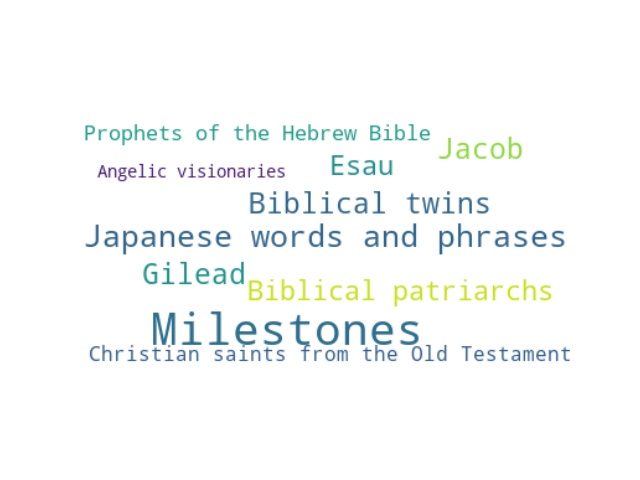 Prophets of the Hebrew Bible
Jacob
Angelic visionaries
Esau
Biblical twins
Japanese words and phrases
Gilead
Biblical patriarchs
Milestones
Christian saints from the Old Testament